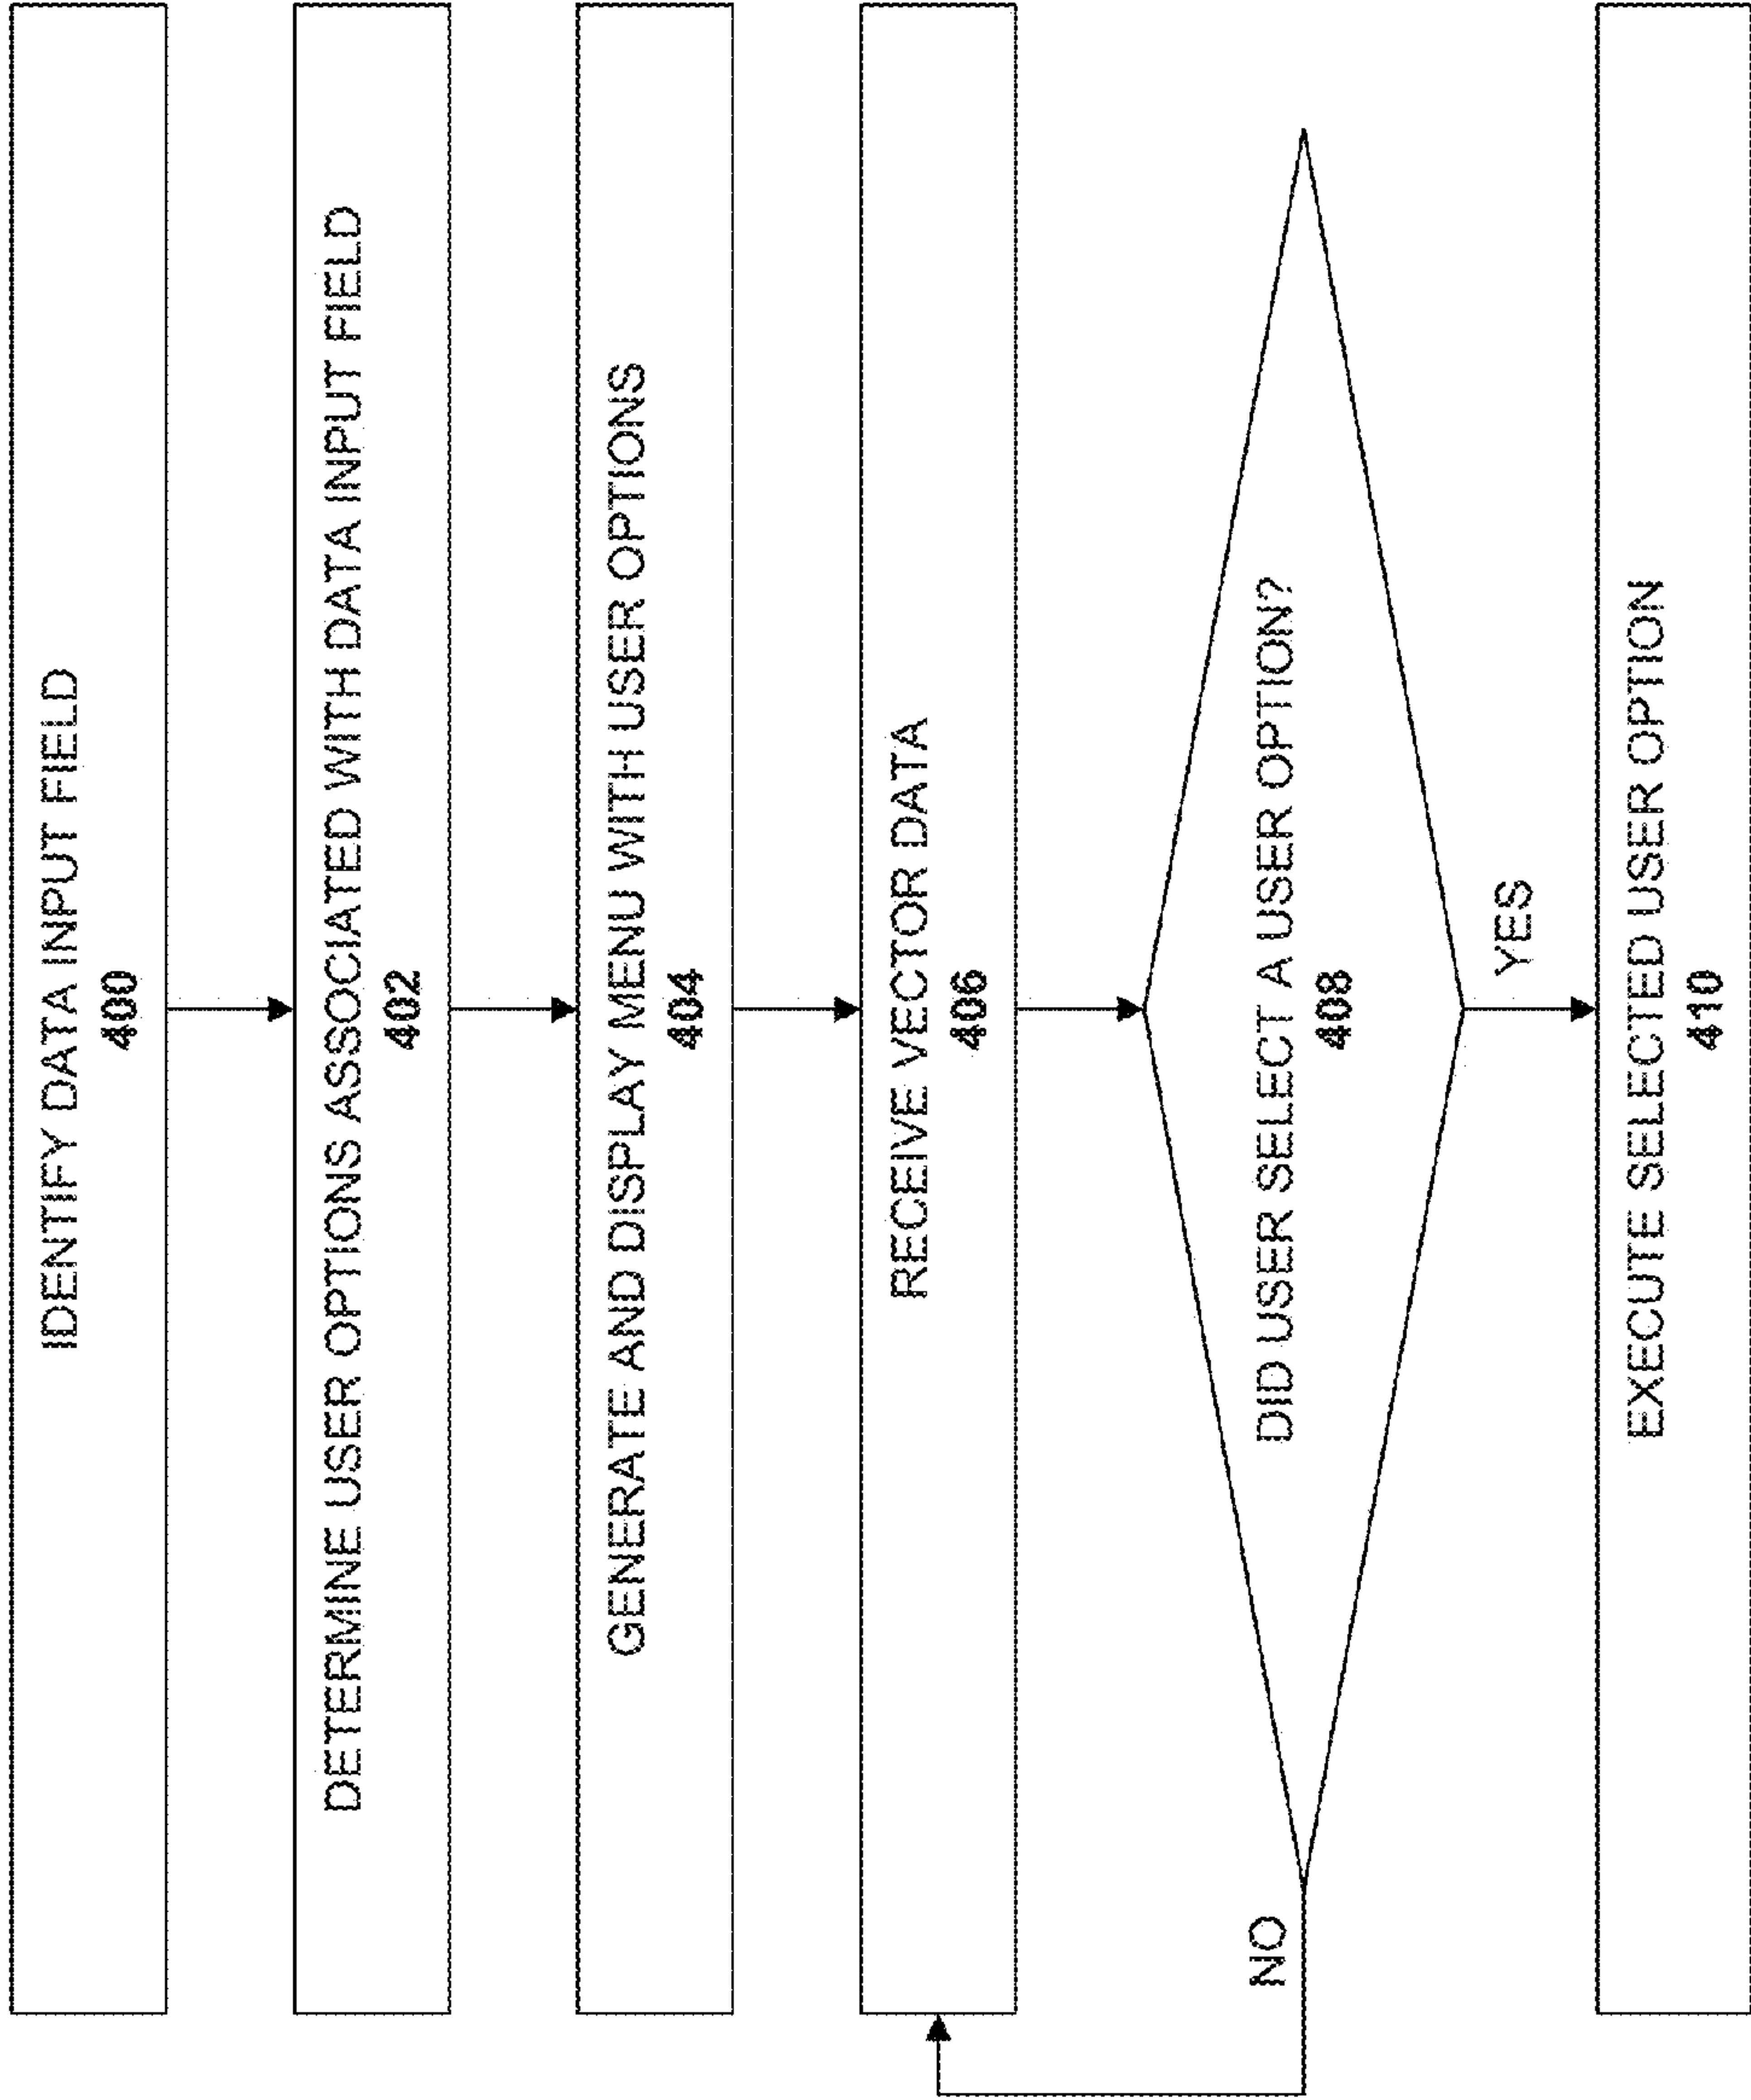 IDENTIFY DATA INPUT FIELD
400
DETERMINE USER OPTIONS ASSOCIATED WITH DATA INPUT FIELD
402
GENERATE AND DISPLAY MENU WITH USER OPTIONS
404
RECEIVE VECTOR DATA
406
DID USER SELECT A USER OPTION?
408
NO
YES
EXECUTE SELECTED USER OPTION
410